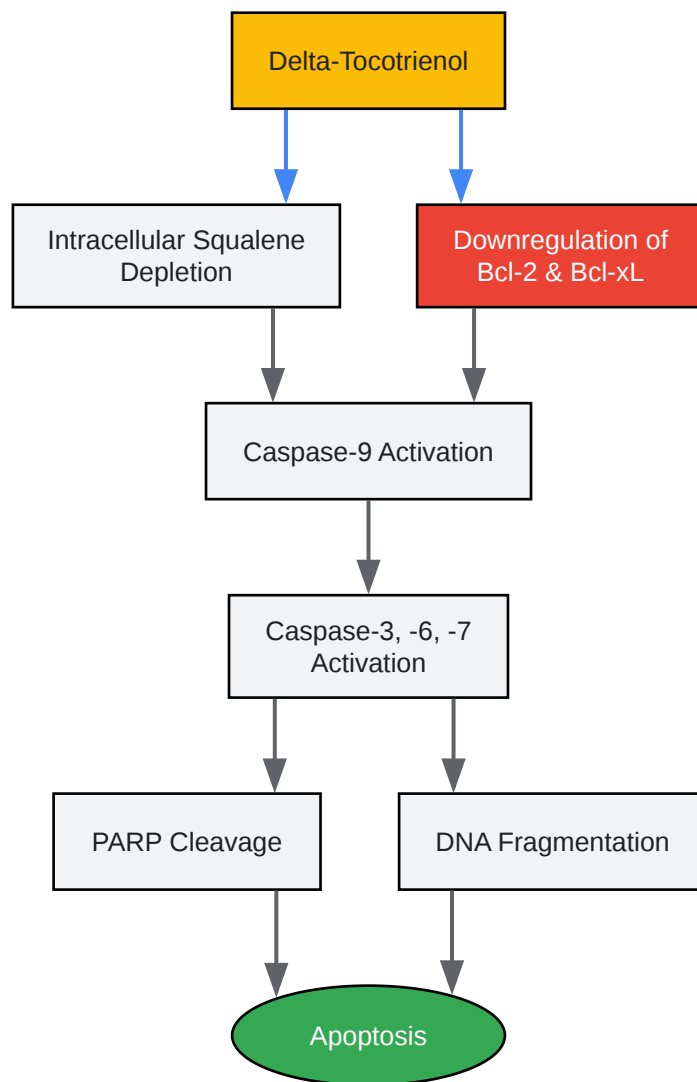 Delta-Tocotrienol
Intracellular Squalene
Depletion
Downregulation of
Bcl-2 & Bcl-xL
Caspase-9 Activation
Caspase-3, -6, -7
Activation
PARP Cleavage
DNA Fragmentation
Apoptosis